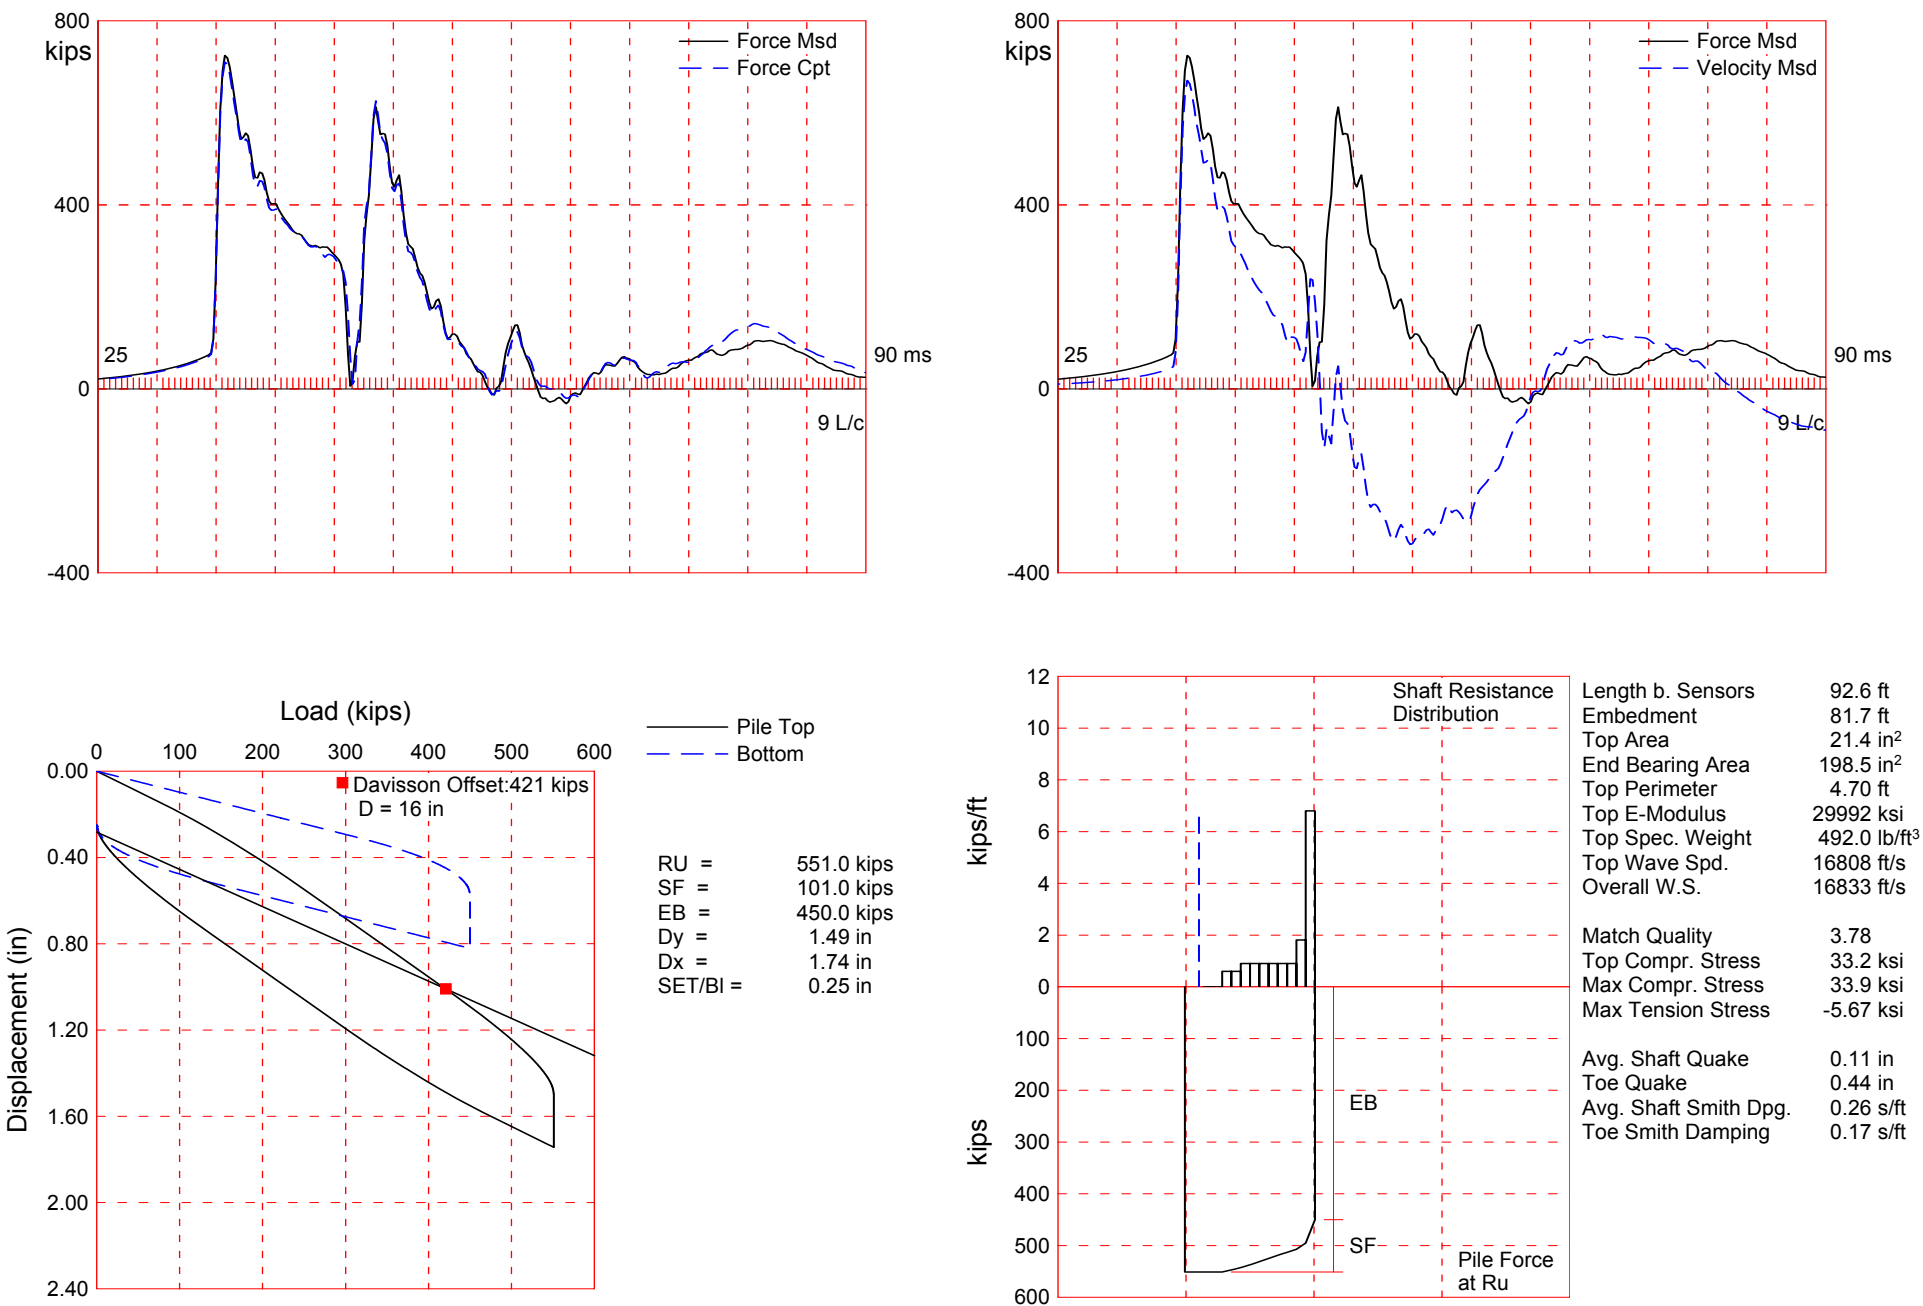 800
kips
400
0
-400
Force Msd
Force Cpt
25
90 ms
9 L/c
800
kips
400
0
-400
Force Msd
Velocity Msd
25
90 ms
9 L/c
Load (kips)
0 100 200 300 400 500 600
Displacement (in)
0.00
0.40
0.80
1.20
1.60
2.00
2.40
Davisson Offset:421 kips
D = 16 in
Pile Top
Bottom
RU = 551.0 kips
SF = 101.0 kips
EB = 450.0 kips
Dy = 1.49 in
Dx = 1.74 in
SET/Bl = 0.25 in
12
10
8
6
4
2
0
kips/ft
100
200
300
400
500
600
kips
Shaft Resistance
Distribution
EB
SF
Pile Force
at Ru
Length b. Sensors 92.6 ft
Embedment 81.7 ft
Top Area 21.4 in²
End Bearing Area 198.5 in²
Top Perimeter 4.70 ft
Top E-Modulus 29992 ksi
Top Spec. Weight 492.0 lb/ft³
Top Wave Spd. 16808 ft/s
Overall W.S. 16833 ft/s
Match Quality 3.78
Top Compr. Stress 33.2 ksi
Max Compr. Stress 33.9 ksi
Max Tension Stress -5.67 ksi
Avg. Shaft Quake 0.11 in
Toe Quake 0.44 in
Avg. Shaft Smith Dpg. 0.26 s/ft
Toe Smith Damping 0.17 s/ft